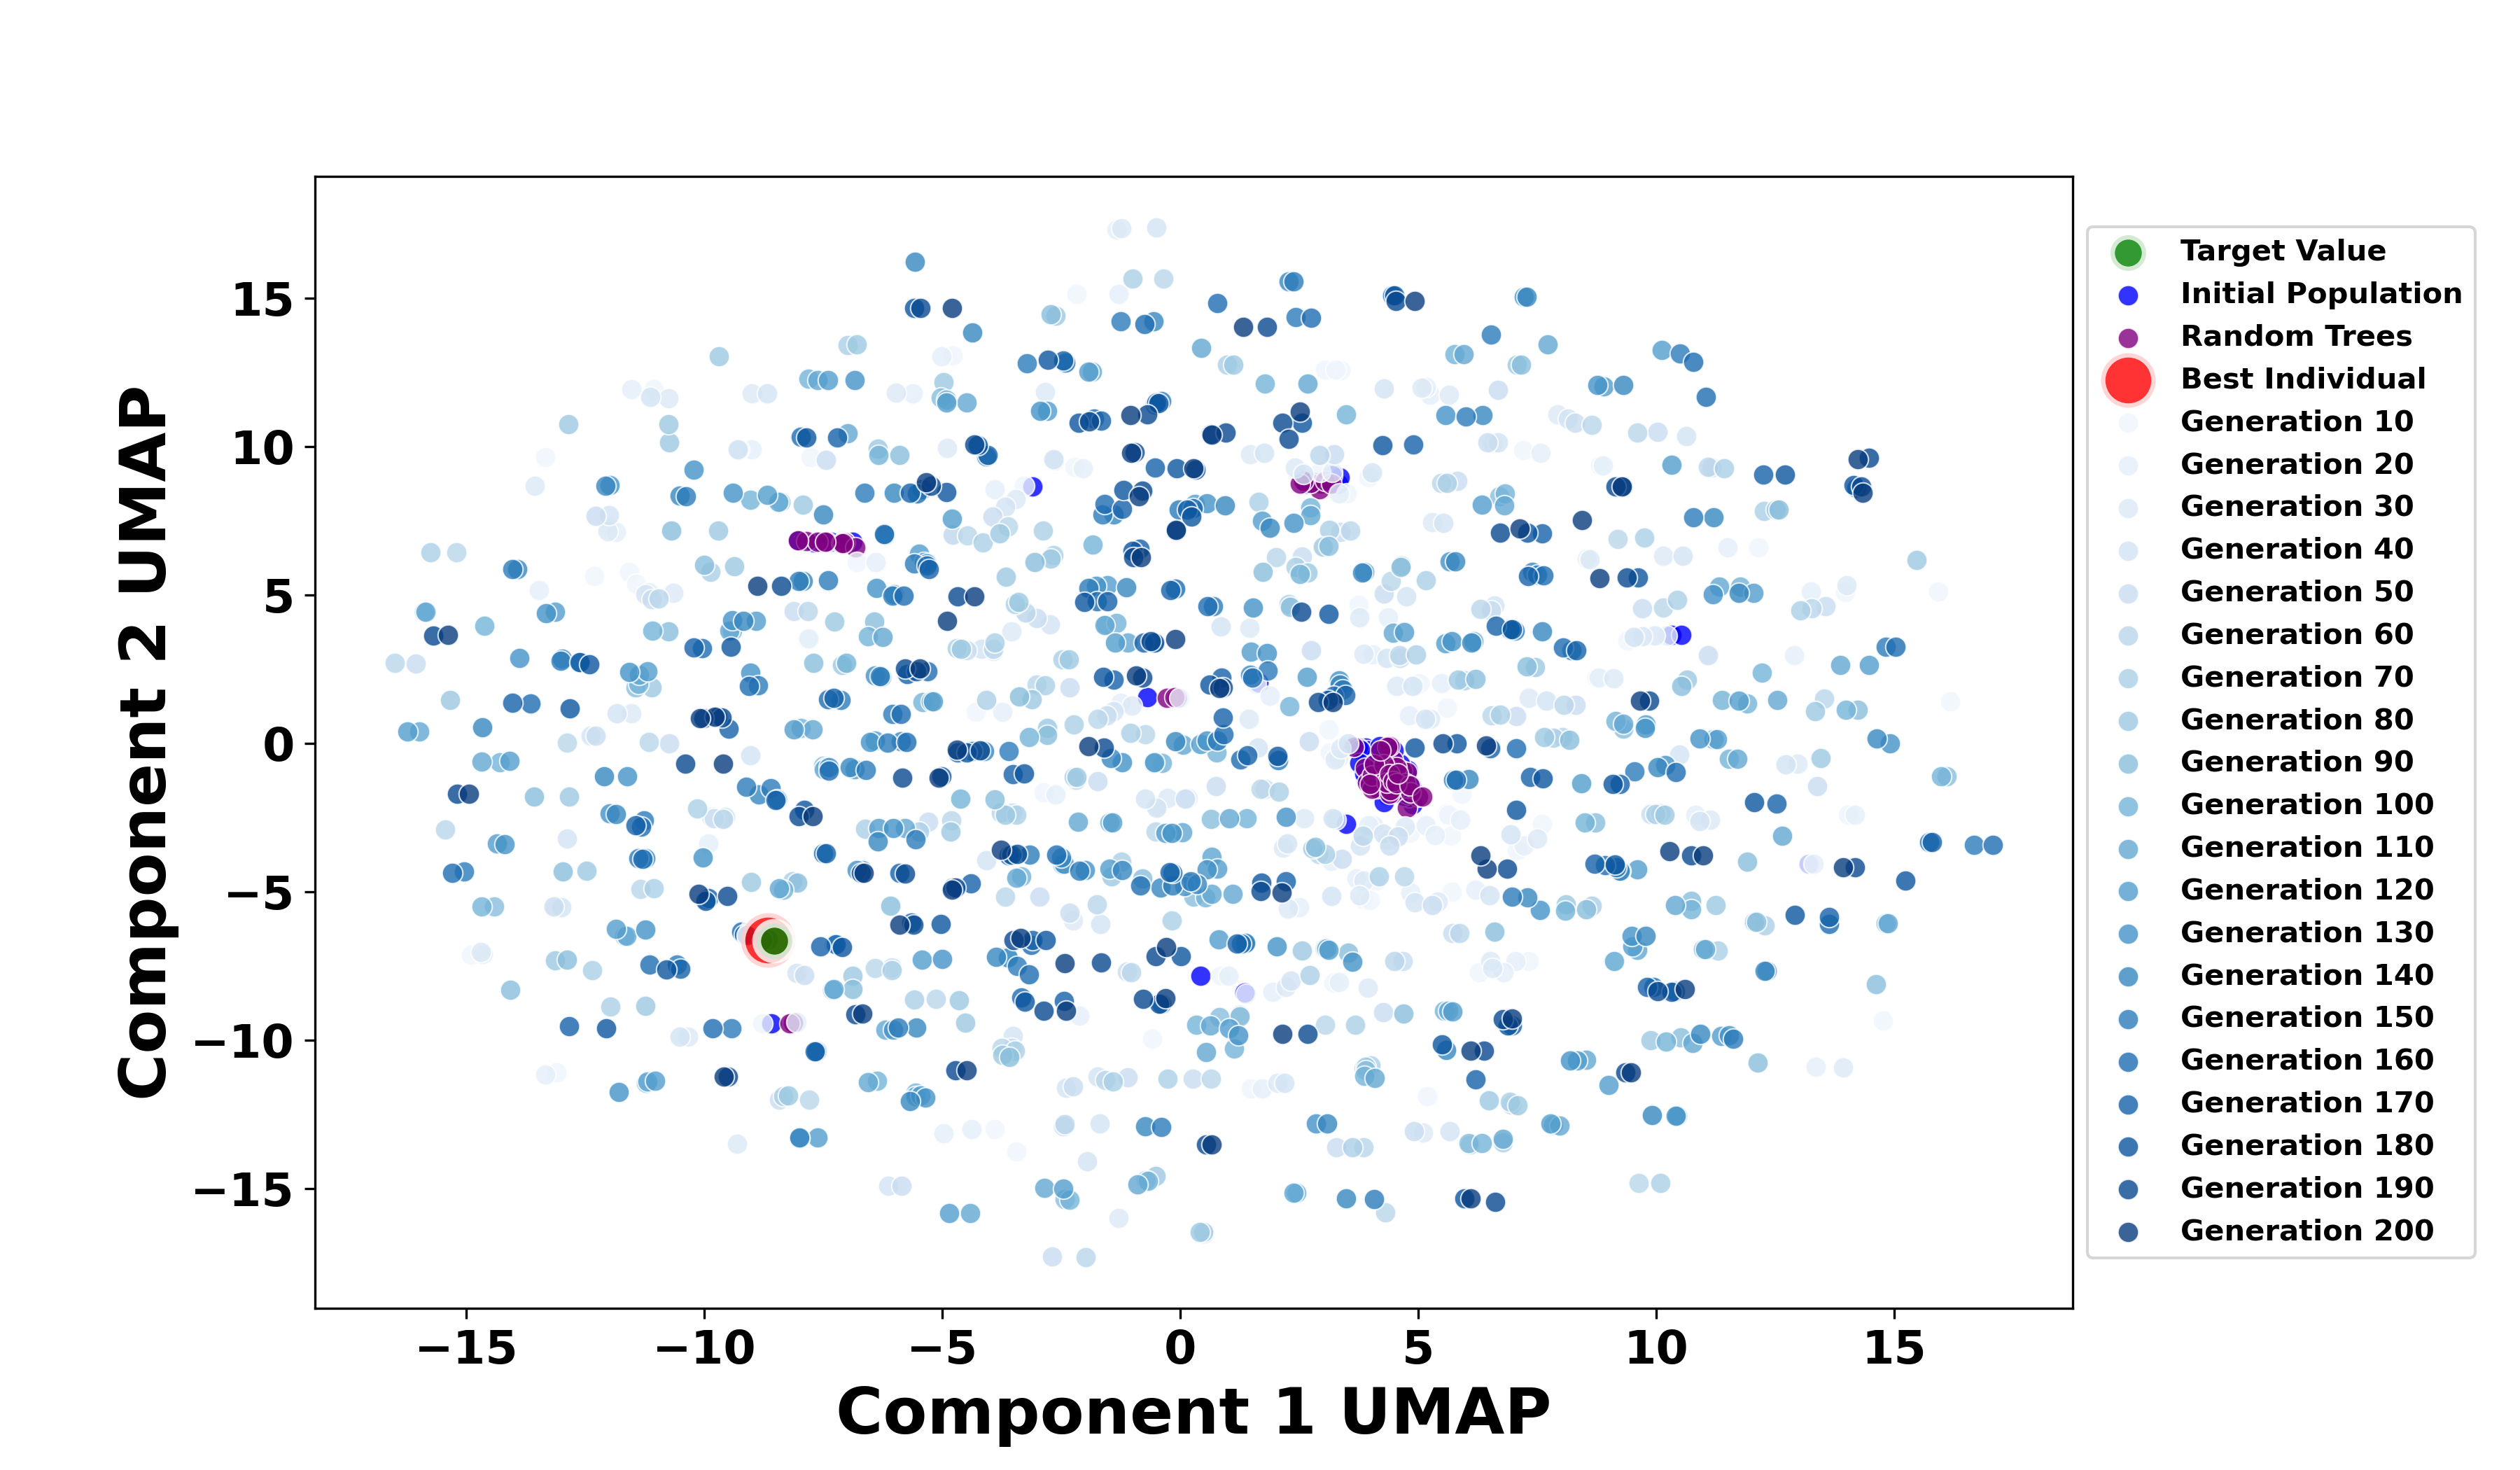 Component 2 UMAP
15
10
5
0
−5
−10
−15
−15 −10 −5 0 5 10 15
Component 1 UMAP
Target Value
Initial Population
Random Trees
Best Individual
Generation 10
Generation 20
Generation 30
Generation 40
Generation 50
Generation 60
Generation 70
Generation 80
Generation 90
Generation 100
Generation 110
Generation 120
Generation 130
Generation 140
Generation 150
Generation 160
Generation 170
Generation 180
Generation 190
Generation 200